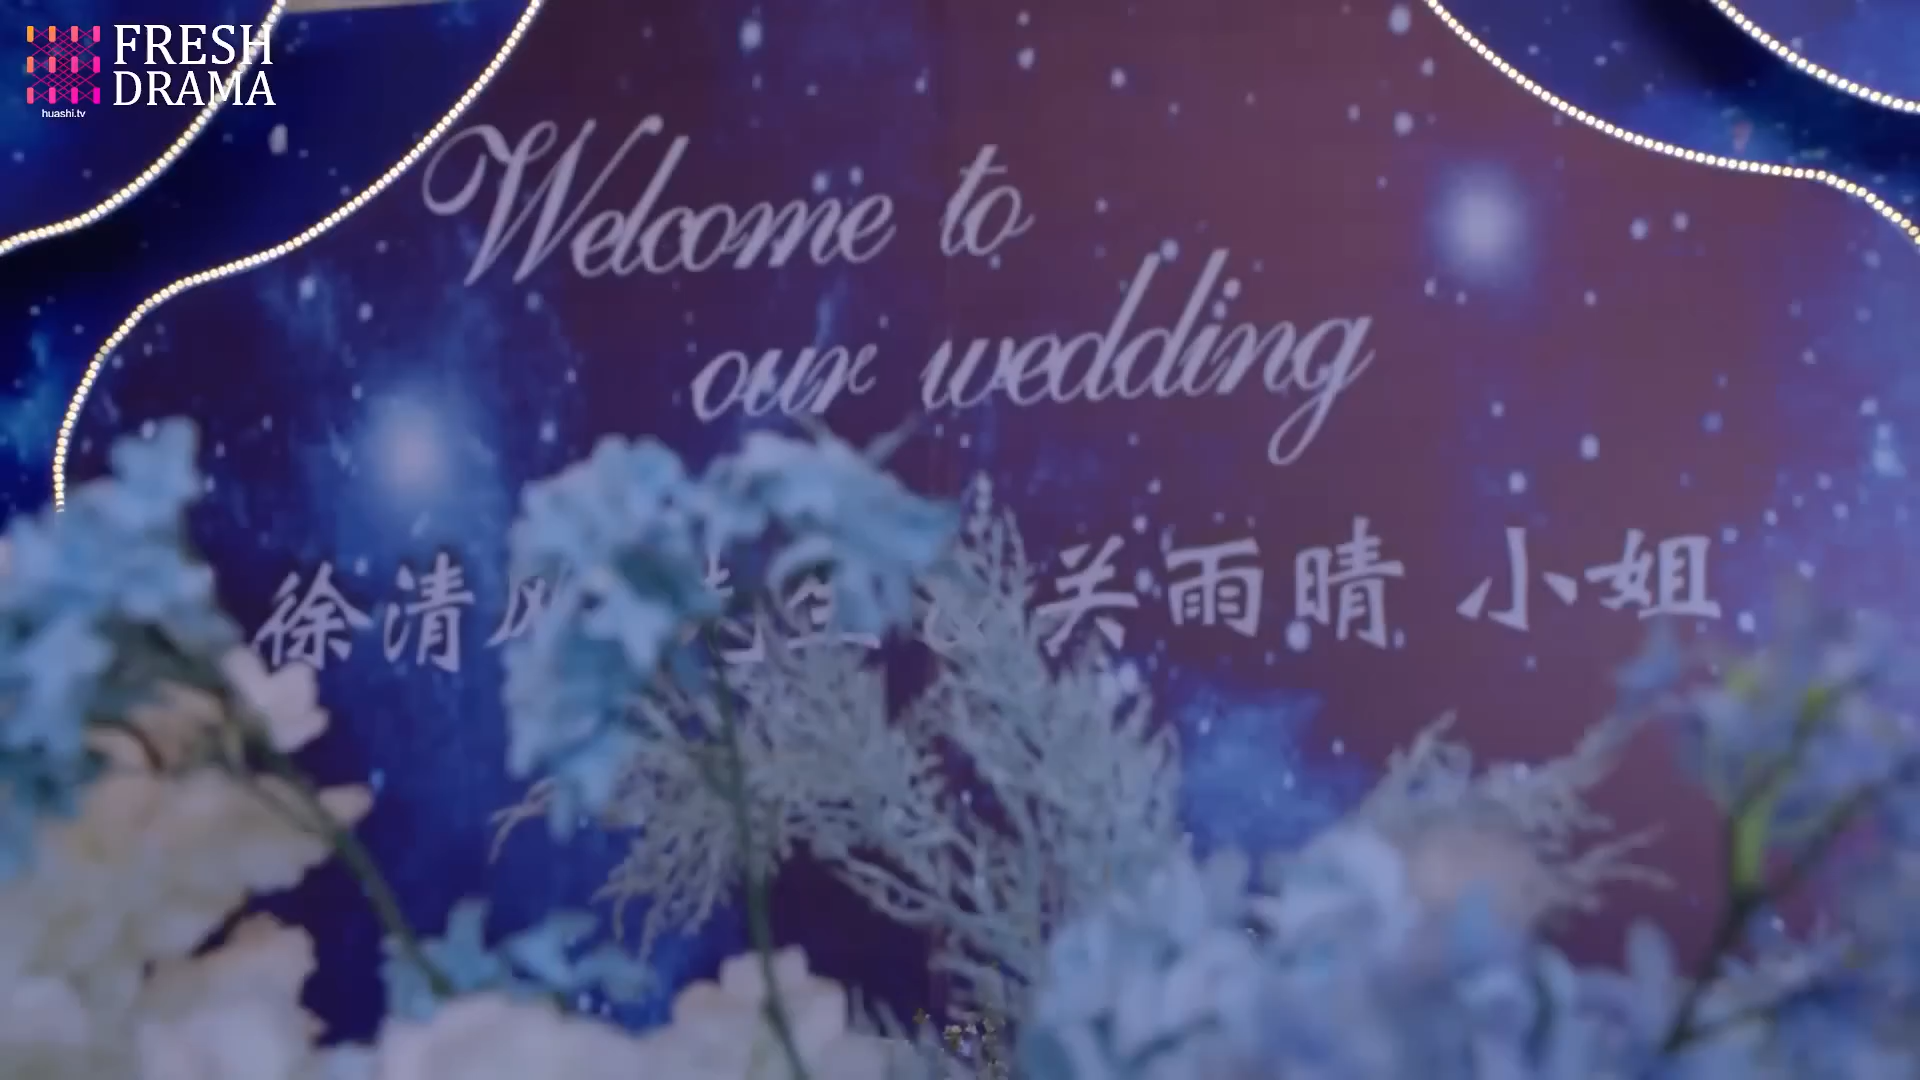 FRESH
DRAMA
huashi.tv
Welcome to
our wedding
徐清 关雨晴 小姐